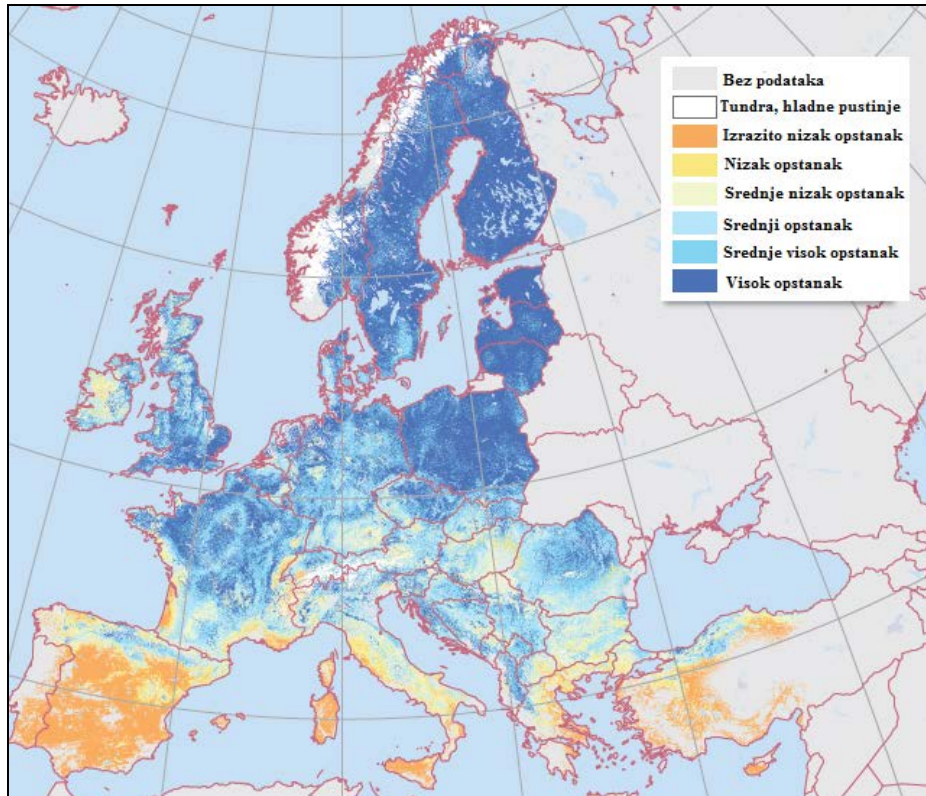 Bez podataka
Tundra, hladne pustinje
Izrazito nizak opstanak
Nizak opstanak
Srednje nizak opstanak
Srednji opstanak
Srednje visok opstanak
Visok opstanak